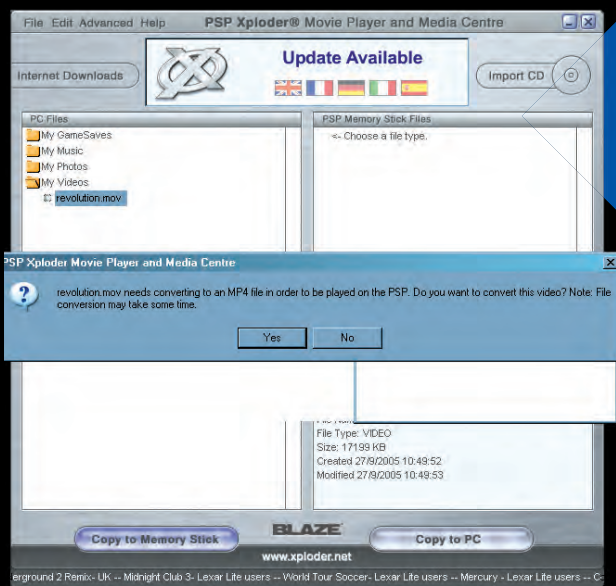 File Edit Advanced Help
PSP Xploder® Movie Player and Media Centre
Internet Downloads
Update Available
Import CD
PC Files
My GameSaves
My Music
My Photos
My Videos
revolution.mov
PSP Memory Stick Files
<- Choose a file type.
PSP Xploder Movie Player and Media Centre
revolution.mov needs converting to an MP4 file in order to be played on the PSP. Do you want to convert this video? Note: File
conversion may take some time.
Yes
No
File Type: VIDEO
Size: 17199 KB
Created 27/9/2005 10:49:52
Modified 27/9/2005 10:49:53
Copy to Memory Stick
BLAZE
Copy to PC
www.xploder.net
erground 2 Remix- UK -- Midnight Club 3- Lexar Lite users -- World Tour Soccer- Lexar Lite users -- Mercury - Lexar Lite users --